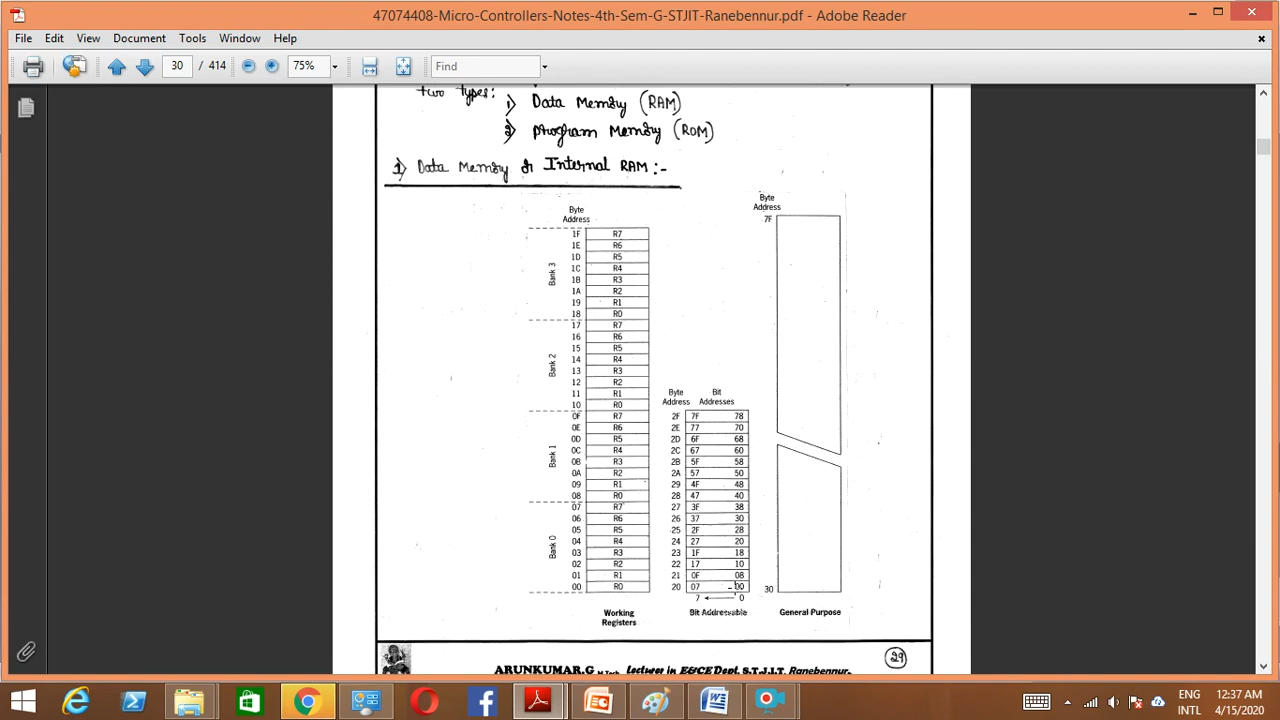 47074408-Micro-Controllers-Notes-4th-Sem-G-STJIT-Ranebennur.pdf - Adobe Reader
File Edit View Document Tools Window Help
30 / 414 75% Find
two types:
1) Data Memory (RAM)
2) Program Memory (ROM)
1) Data Memory or Internal RAM :-
Byte
Address
1F R7
1E R6
1D R5
1C R4
1B R3
1A R2
19 R1
18 R0
Bank 3
17 R7
16 R6
15 R5
14 R4
13 R3
12 R2
11 R1
10 R0
Bank 2
0F R7
0E R6
0D R5
0C R4
0B R3
0A R2
09 R1
08 R0
Bank 1
07 R7
06 R6
05 R5
04 R4
03 R3
02 R2
01 R1
00 R0
Bank 0
Working
Registers
Byte Bit
Address Addresses
2F 7F 78
2E 77 70
2D 6F 68
2C 67 60
2B 5F 58
2A 57 50
29 4F 48
28 47 40
27 3F 38
26 37 30
25 2F 28
24 27 20
23 1F 18
22 17 10
21 0F 08
20 07 00
7 ← 0
Bit Addressable
Byte
Address
7F
30
General Purpose
29
ARUNKUMAR.G M.Tech Lecturer in E&CE Dept. S.T.J.I.T. Ranebennur.
ENG 12:37 AM
INTL 4/15/2020